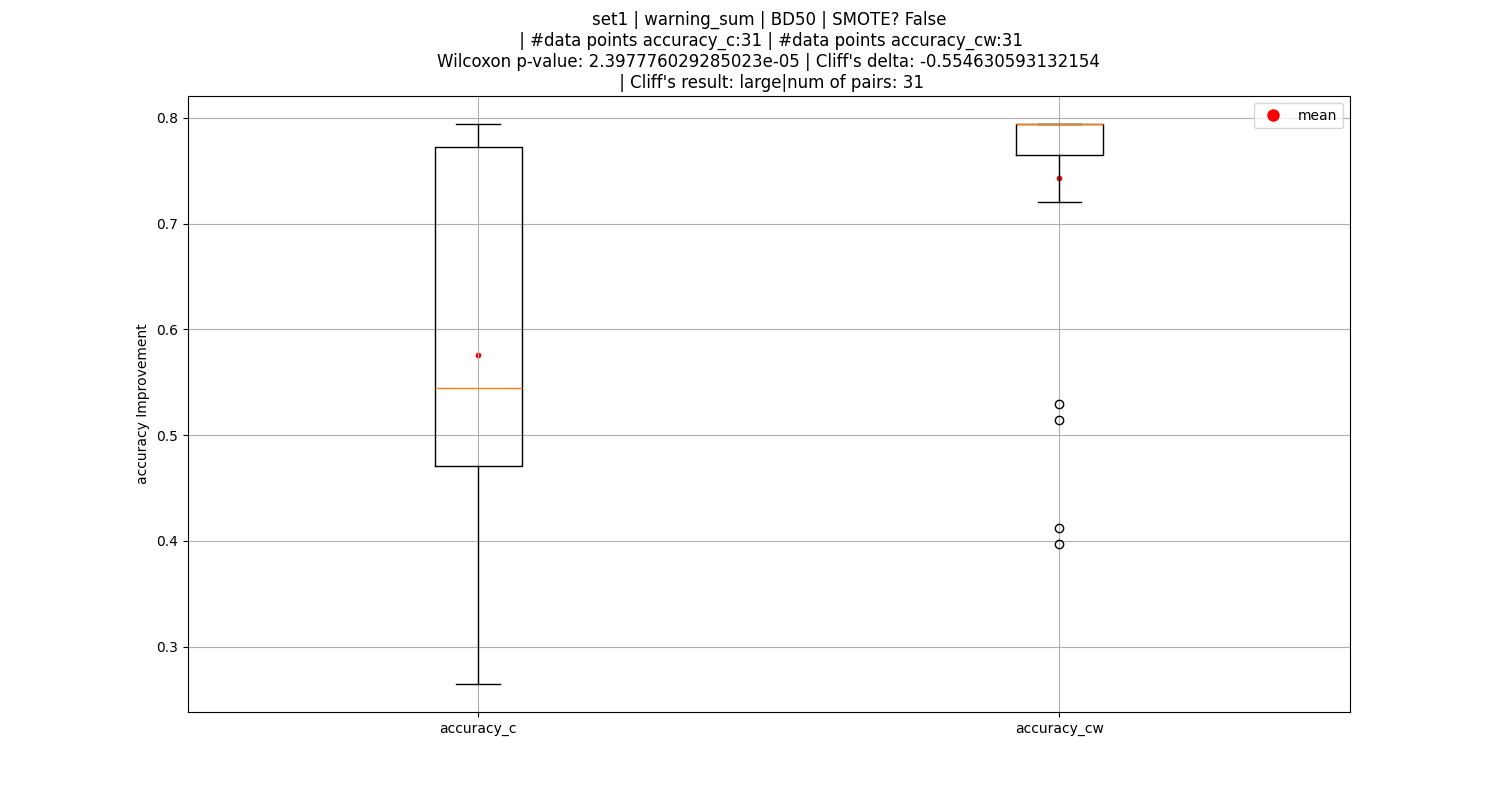 set1 | warning_sum | BD50 | SMOTE? False
| #data points accuracy_c:31 | #data points accuracy_cw:31
Wilcoxon p-value: 2.397776029285023e-05 | Cliff's delta: -0.554630593132154
| Cliff's result: large|num of pairs: 31
mean
0.8
0.7
0.6
0.5
0.4
0.3
accuracy Improvement
accuracy_c
accuracy_cw